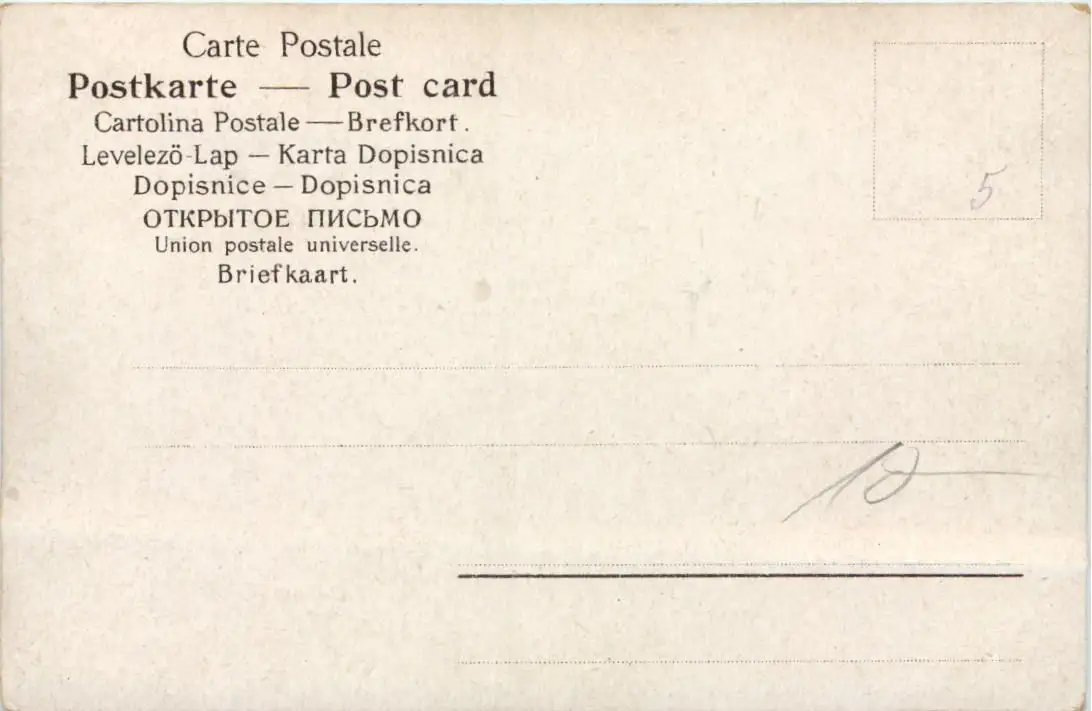 Carte Postale
Postkarte — Post card
Cartolina Postale — Brefkort.
Levelezö-Lap — Karta Dopisnica
Dopisnice — Dopisnica
ОТКРЫТОЕ ПИСЬМО
Union postale universelle.
Briefkaart.
5
10